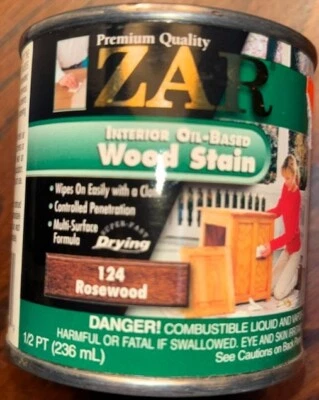 Premium Quality
ZAR
INTERIOR OIL-BASED
Wood Stain
• Wipes On Easily with a
• Controlled Penetration
• Multi-Surface
Formula
SUPER-FAST
Drying
124
Rosewood
DANGER! COMBUSTIBLE LIQUID AND
HARMFUL OR FATAL IF SWALLOWED. EYE AND SKIN
See Cautions on Back
1/2 PT (236 mL)